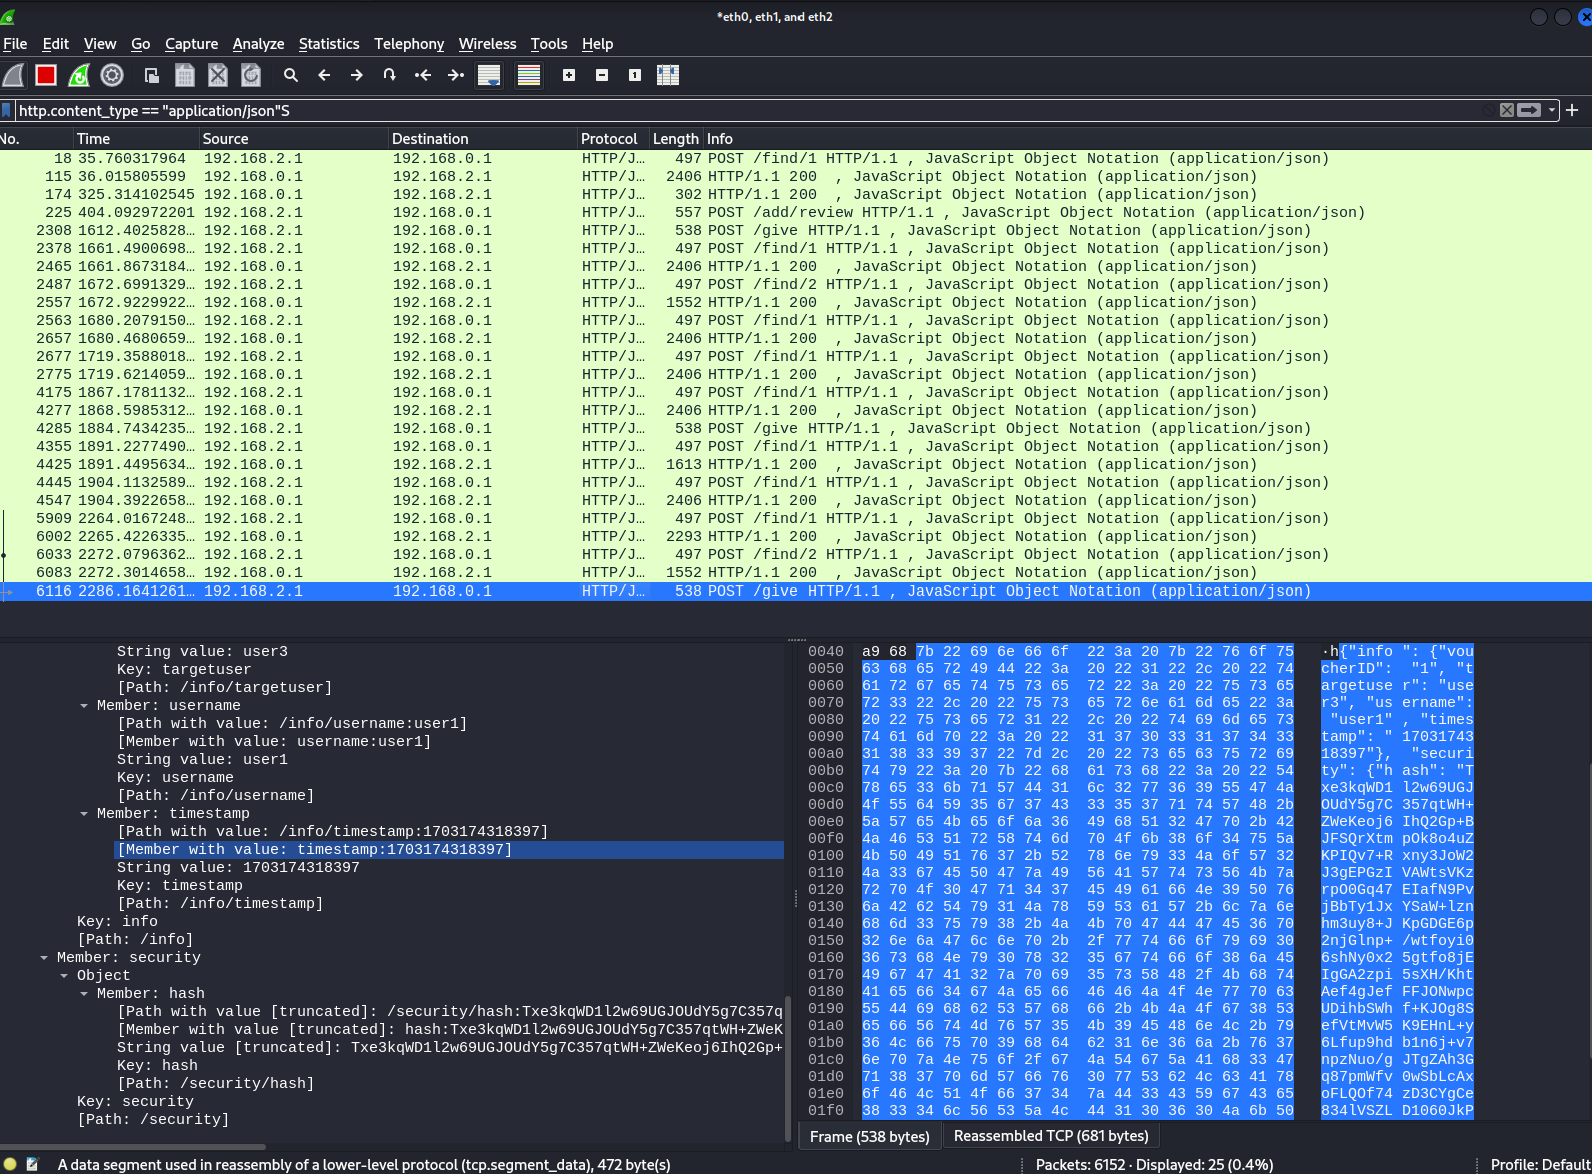 *eth0, eth1, and eth2
File Edit View Go Capture Analyze Statistics Telephony Wireless Tools Help
http.content_type == "application/json"S
No. Time Source Destination Protocol Length Info
18 35.760317964 192.168.2.1 192.168.0.1 HTTP/J… 497 POST /find/1 HTTP/1.1 , JavaScript Object Notation (application/json)
115 36.015805599 192.168.0.1 192.168.2.1 HTTP/J… 2406 HTTP/1.1 200 , JavaScript Object Notation (application/json)
174 325.314102545 192.168.0.1 192.168.2.1 HTTP/J… 302 HTTP/1.1 200 , JavaScript Object Notation (application/json)
225 404.092972201 192.168.2.1 192.168.0.1 HTTP/J… 557 POST /add/review HTTP/1.1 , JavaScript Object Notation (application/json)
2308 1612.4025828… 192.168.2.1 192.168.0.1 HTTP/J… 538 POST /give HTTP/1.1 , JavaScript Object Notation (application/json)
2378 1661.4900698… 192.168.2.1 192.168.0.1 HTTP/J… 497 POST /find/1 HTTP/1.1 , JavaScript Object Notation (application/json)
2465 1661.8673184… 192.168.0.1 192.168.2.1 HTTP/J… 2406 HTTP/1.1 200 , JavaScript Object Notation (application/json)
2487 1672.6991329… 192.168.2.1 192.168.0.1 HTTP/J… 497 POST /find/2 HTTP/1.1 , JavaScript Object Notation (application/json)
2557 1672.9229922… 192.168.0.1 192.168.2.1 HTTP/J… 1552 HTTP/1.1 200 , JavaScript Object Notation (application/json)
2563 1680.2079150… 192.168.2.1 192.168.0.1 HTTP/J… 497 POST /find/1 HTTP/1.1 , JavaScript Object Notation (application/json)
2657 1680.4680659… 192.168.0.1 192.168.2.1 HTTP/J… 2406 HTTP/1.1 200 , JavaScript Object Notation (application/json)
2677 1719.3588018… 192.168.2.1 192.168.0.1 HTTP/J… 497 POST /find/1 HTTP/1.1 , JavaScript Object Notation (application/json)
2775 1719.6214059… 192.168.0.1 192.168.2.1 HTTP/J… 2406 HTTP/1.1 200 , JavaScript Object Notation (application/json)
4175 1867.1781132… 192.168.2.1 192.168.0.1 HTTP/J… 497 POST /find/1 HTTP/1.1 , JavaScript Object Notation (application/json)
4277 1868.5985312… 192.168.0.1 192.168.2.1 HTTP/J… 2406 HTTP/1.1 200 , JavaScript Object Notation (application/json)
4285 1884.7434235… 192.168.2.1 192.168.0.1 HTTP/J… 538 POST /give HTTP/1.1 , JavaScript Object Notation (application/json)
4355 1891.2277490… 192.168.2.1 192.168.0.1 HTTP/J… 497 POST /find/1 HTTP/1.1 , JavaScript Object Notation (application/json)
4425 1891.4495634… 192.168.0.1 192.168.2.1 HTTP/J… 1613 HTTP/1.1 200 , JavaScript Object Notation (application/json)
4445 1904.1132589… 192.168.2.1 192.168.0.1 HTTP/J… 497 POST /find/1 HTTP/1.1 , JavaScript Object Notation (application/json)
4547 1904.3922658… 192.168.0.1 192.168.2.1 HTTP/J… 2406 HTTP/1.1 200 , JavaScript Object Notation (application/json)
5909 2264.0167248… 192.168.2.1 192.168.0.1 HTTP/J… 497 POST /find/1 HTTP/1.1 , JavaScript Object Notation (application/json)
6002 2265.4226335… 192.168.0.1 192.168.2.1 HTTP/J… 2293 HTTP/1.1 200 , JavaScript Object Notation (application/json)
6033 2272.0796362… 192.168.2.1 192.168.0.1 HTTP/J… 497 POST /find/2 HTTP/1.1 , JavaScript Object Notation (application/json)
6083 2272.3014658… 192.168.0.1 192.168.2.1 HTTP/J… 1552 HTTP/1.1 200 , JavaScript Object Notation (application/json)
6116 2286.1641261… 192.168.2.1 192.168.0.1 HTTP/J… 538 POST /give HTTP/1.1 , JavaScript Object Notation (application/json)
String value: user3
Key: targetuser
[Path: /info/targetuser]
Member: username
[Path with value: /info/username:user1]
[Member with value: username:user1]
String value: user1
Key: username
[Path: /info/username]
Member: timestamp
[Path with value: /info/timestamp:1703174318397]
[Member with value: timestamp:1703174318397]
String value: 1703174318397
Key: timestamp
[Path: /info/timestamp]
Key: info
[Path: /info]
Member: security
Object
Member: hash
[Path with value [truncated]: /security/hash:Txe3kqWD1l2w69UGJOUdY5g7C357q
[Member with value [truncated]: hash:Txe3kqWD1l2w69UGJOUdY5g7C357qtWH+ZWeK
String value [truncated]: Txe3kqWD1l2w69UGJOUdY5g7C357qtWH+ZWeKeoj6IhQ2Gp+
Key: hash
[Path: /security/hash]
Key: security
[Path: /security]
0040 a9 68 7b 22 69 6e 66 6f 22 3a 20 7b 22 76 6f 75 ·h{"info ": {"vou
0050 63 68 65 72 49 44 22 3a 20 22 31 22 2c 20 22 74 cherID": "1", "t
0060 61 72 67 65 74 75 73 65 72 22 3a 20 22 75 73 65 argetuse r": "use
0070 72 33 22 2c 20 22 75 73 65 72 6e 61 6d 65 22 3a r3", "us ername":
0080 20 22 75 73 65 72 31 22 2c 20 22 74 69 6d 65 73 "user1" , "times
0090 74 61 6d 70 22 3a 20 22 31 37 30 33 31 37 34 33 tamp": " 17031743
00a0 31 38 33 39 37 22 7d 2c 20 22 73 65 63 75 72 69 18397"}, "securi
00b0 74 79 22 3a 20 7b 22 68 61 73 68 22 3a 20 22 54 ty": {"h ash": "T
00c0 78 65 33 6b 71 57 44 31 6c 32 77 36 39 55 47 4a xe3kqWD1 l2w69UGJ
00d0 4f 55 64 59 35 67 37 43 33 35 37 71 74 57 48 2b OUdY5g7C 357qtWH+
00e0 5a 57 65 4b 65 6f 6a 36 49 68 51 32 47 70 2b 42 ZWeKeoj6 IhQ2Gp+B
00f0 4a 46 53 51 72 58 74 6d 70 4f 6b 38 6f 34 75 5a JFSQrXtm pOk8o4uZ
0100 4b 50 49 51 76 37 2b 52 78 6e 79 33 4a 6f 57 32 KPIQv7+R xny3JoW2
0110 4a 33 67 45 50 47 7a 49 56 41 57 74 73 56 4b 7a J3gEPGzI VAWtsVKz
0120 72 70 4f 30 47 71 34 37 45 49 61 66 4e 39 50 76 rpO0Gq47 EIafN9Pv
0130 6a 42 62 54 79 31 4a 78 59 53 61 57 2b 6c 7a 6e jBbTy1Jx YSaW+lzn
0140 68 6d 33 75 79 38 2b 4a 4b 70 47 44 47 45 36 70 hm3uy8+J KpGDGE6p
0150 32 6e 6a 47 6c 6e 70 2b 2f 77 74 66 6f 79 69 30 2njGlnp+ /wtfoyi0
0160 36 73 68 4e 79 30 78 32 35 67 74 66 6f 38 6a 45 6shNy0x2 5gtfo8jE
0170 49 67 47 41 32 7a 70 69 35 73 58 48 2f 4b 68 74 IgGA2zpi 5sXH/Kht
0180 41 65 66 34 67 4a 65 66 46 46 4a 4f 4e 77 70 63 Aef4gJef FFJONwpc
0190 55 44 69 68 62 53 57 68 66 2b 4b 4a 4f 67 38 53 UDihbSWh f+KJOg8S
01a0 65 66 56 74 4d 76 57 35 4b 39 45 48 6e 4c 2b 79 efVtMvW5 K9EHnL+y
01b0 36 4c 66 75 70 39 68 64 62 31 6e 36 6a 2b 76 37 6Lfup9hd b1n6j+v7
01c0 6e 70 7a 4e 75 6f 2f 67 4a 54 67 5a 41 68 33 47 npzNuo/g JTgZAh3G
01d0 71 38 37 70 6d 57 66 76 30 77 53 62 4c 63 41 78 q87pmWfv 0wSbLcAx
01e0 6f 46 4c 51 4f 66 37 34 7a 44 33 43 59 67 43 65 oFLQOf74 zD3CYgCe
01f0 38 33 34 6c 56 53 5a 4c 44 31 30 36 30 4a 6b 50 834lVSZL D1060JkP
Frame (538 bytes) Reassembled TCP (681 bytes)
A data segment used in reassembly of a lower-level protocol (tcp.segment_data), 472 byte(s) Packets: 6152 · Displayed: 25 (0.4%) Profile: Default